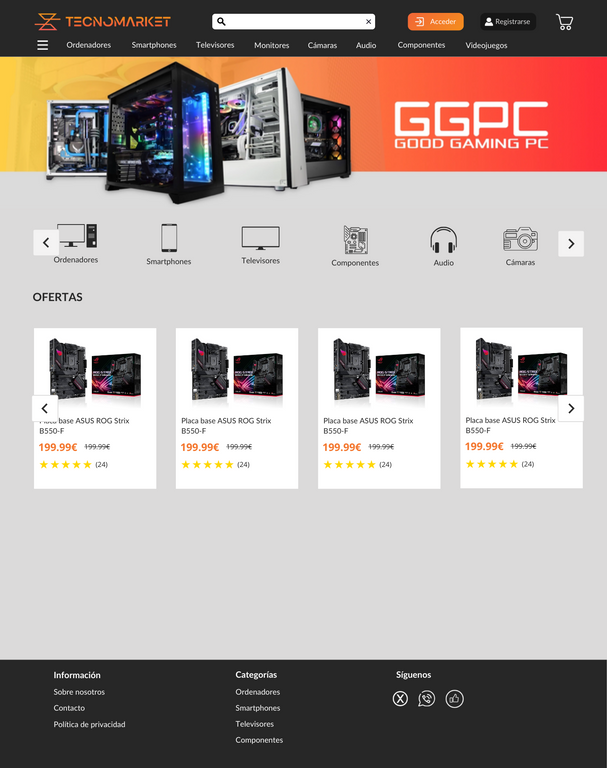 TECNOMARKET
Acceder
Registrarse
Ordenadores Smartphones Televisores Monitores Cámaras Audio Componentes Videojuegos
GGPC
GOOD GAMING PC
Ordenadores Smartphones Televisores Componentes Audio Cámaras
OFERTAS
Placa base ASUS ROG Strix
B550-F
199.99€ 199.99€
(24)
Placa base ASUS ROG Strix
B550-F
199.99€ 199.99€
(24)
Placa base ASUS ROG Strix
B550-F
199.99€ 199.99€
(24)
Placa base ASUS ROG Strix
B550-F
199.99€ 199.99€
(24)
Información
Sobre nosotros
Contacto
Política de privacidad
Categorías
Ordenadores
Smartphones
Televisores
Componentes
Síguenos